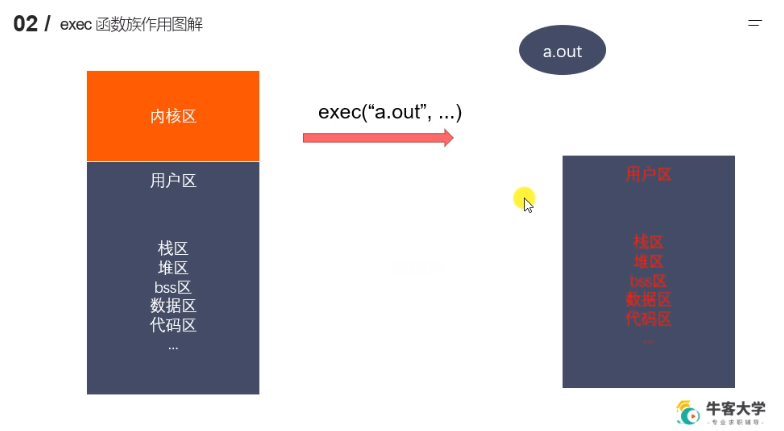 02 / exec 函数族作用图解
a.out
内核区
exec(“a.out”, ...)
用户区
栈区
堆区
bss区
数据区
代码区
...
用户区
栈区
堆区
bss区
数据区
代码区
...
牛客大学
-专业求职辅导-